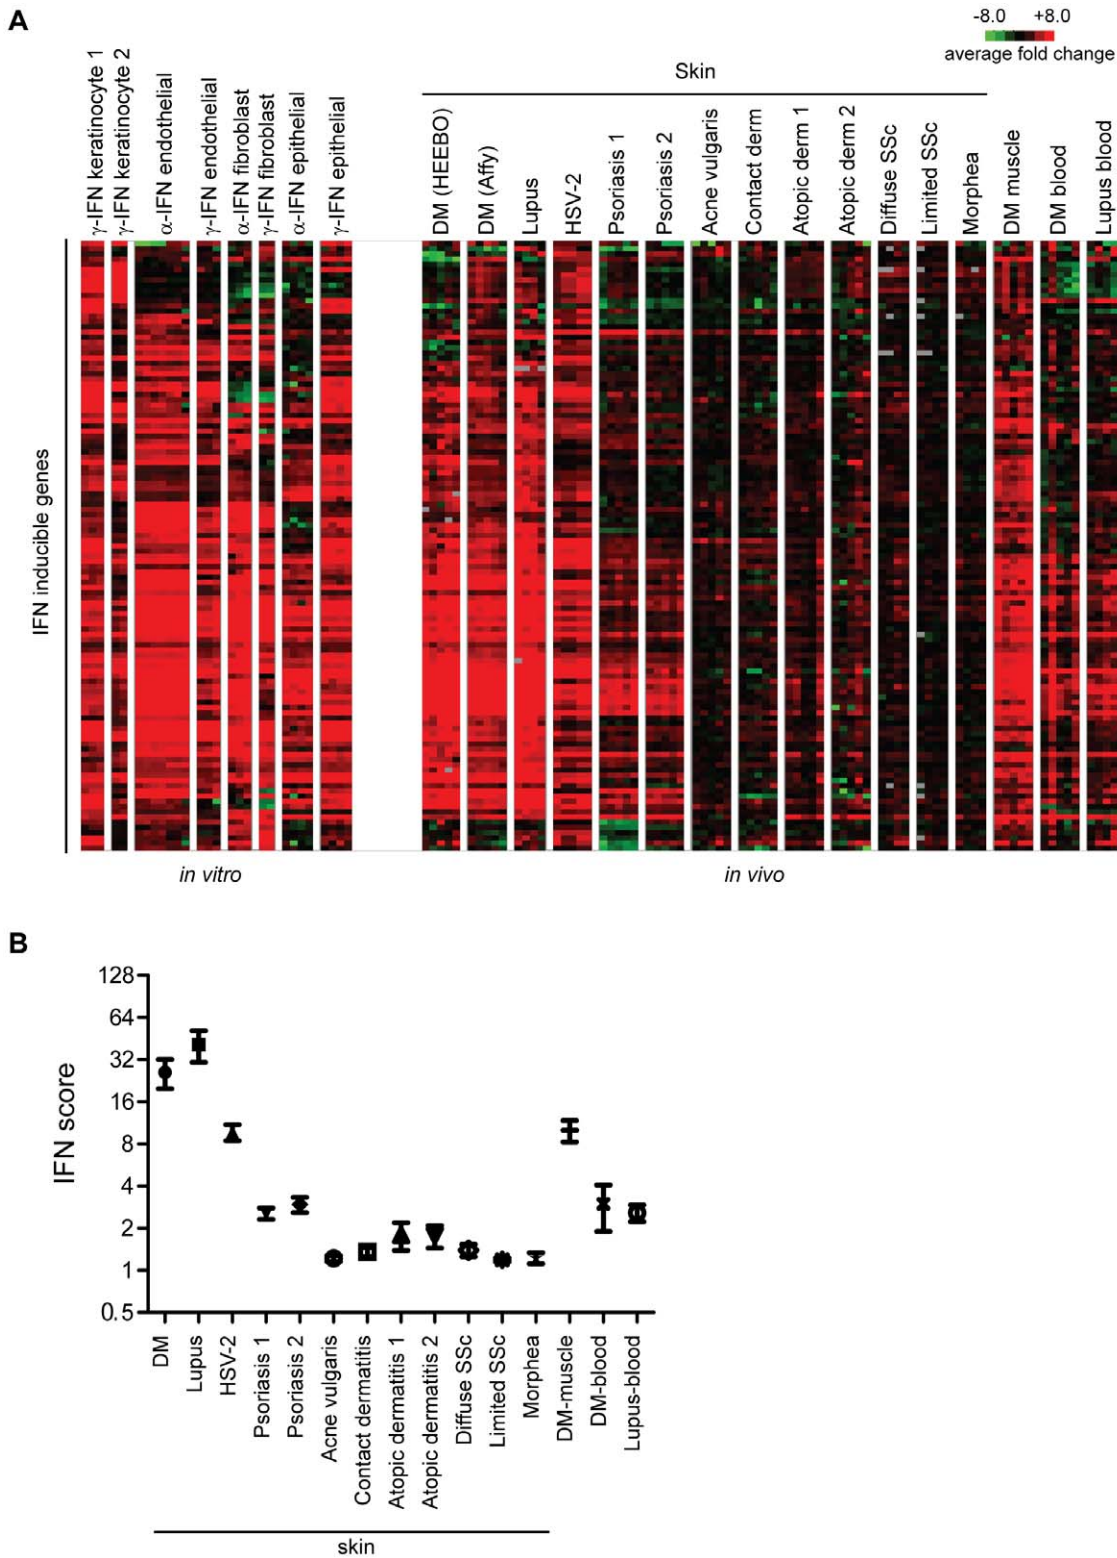 A
-8.0 +8.0
average fold change
Skin
γ-IFN keratinocyte 1
γ-IFN keratinocyte 2
α-IFN endothelial
γ-IFN endothelial
α-IFN fibroblast
γ-IFN fibroblast
α-IFN epithelial
γ-IFN epithelial
DM (HEEBO)
DM (Affy)
Lupus
HSV-2
Psoriasis 1
Psoriasis 2
Acne vulgaris
Contact derm
Atopic derm 1
Atopic derm 2
Diffuse SSc
Limited SSc
Morphea
DM muscle
DM blood
Lupus blood
IFN inducible genes
in vitro
in vivo
B
IFN score
128
64
32
16
8
4
2
1
0.5
DM
Lupus
HSV-2
Psoriasis 1
Psoriasis 2
Acne vulgaris
Contact dermatitis
Atopic dermatitis 1
Atopic dermatitis 2
Diffuse SSc
Limited SSc
Morphea
DM-muscle
DM-blood
Lupus-blood
skin